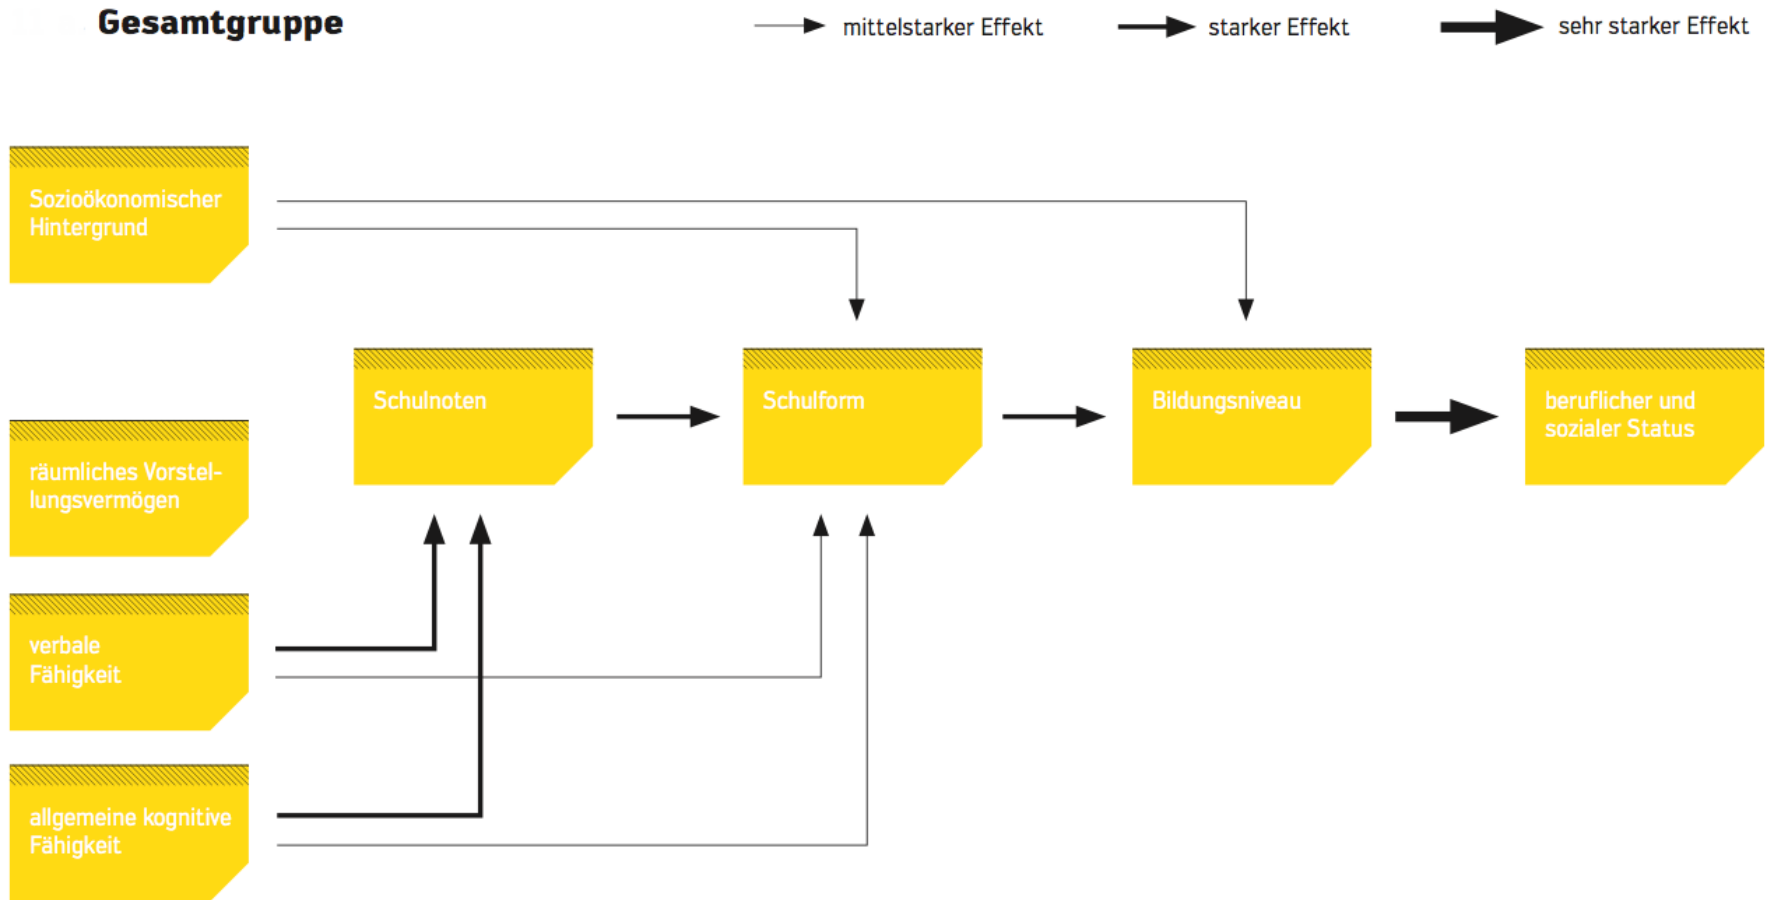 Gesamtgruppe
mittelstarker Effekt
starker Effekt
sehr starker Effekt
Sozioökonomischer
Hintergrund
Schulnoten
Schulform
Bildungsniveau
beruflicher und
sozialer Status
räumliches Vorstel-
lungsvermögen
verbale
Fähigkeit
allgemeine kognitive
Fähigkeit